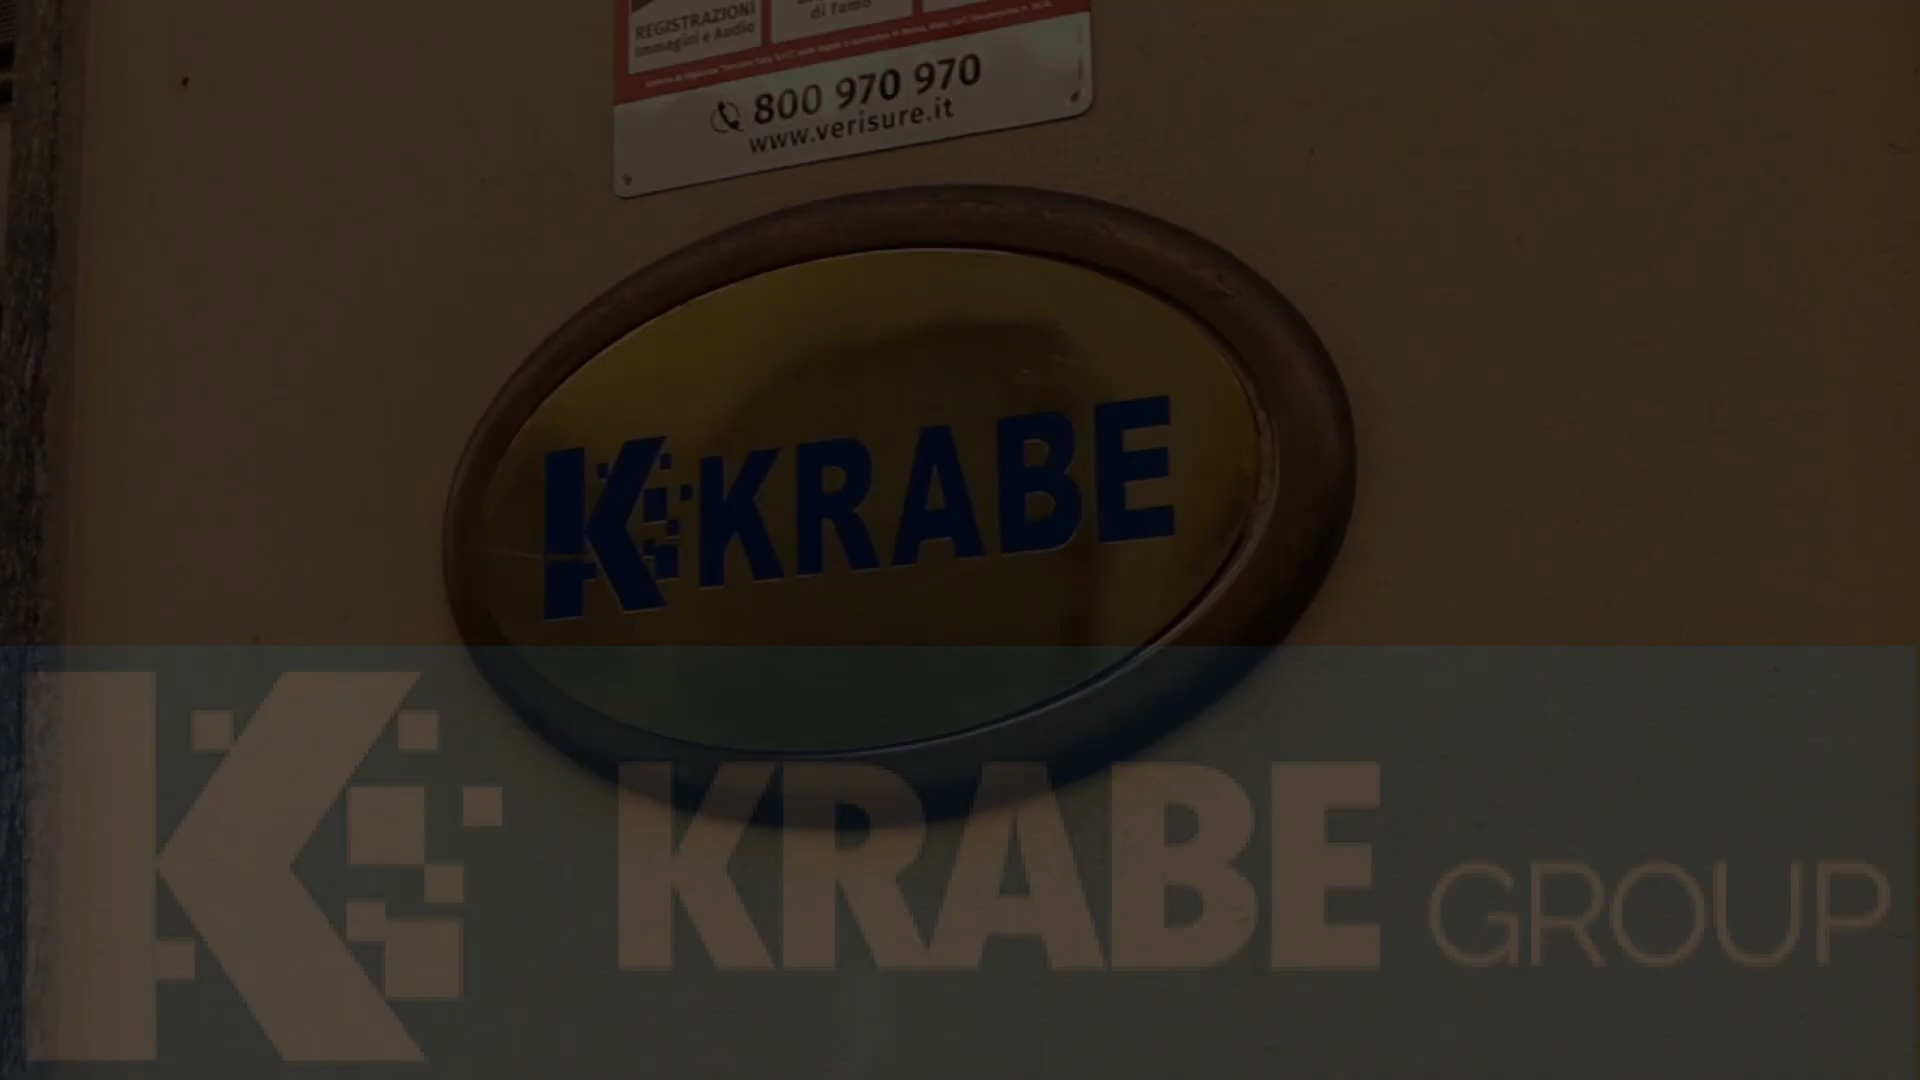 REGISTRAZIONI
Immagini e Audio
di Fumo
800 970 970
www.verisure.it
KRABE
KRABE GROUP